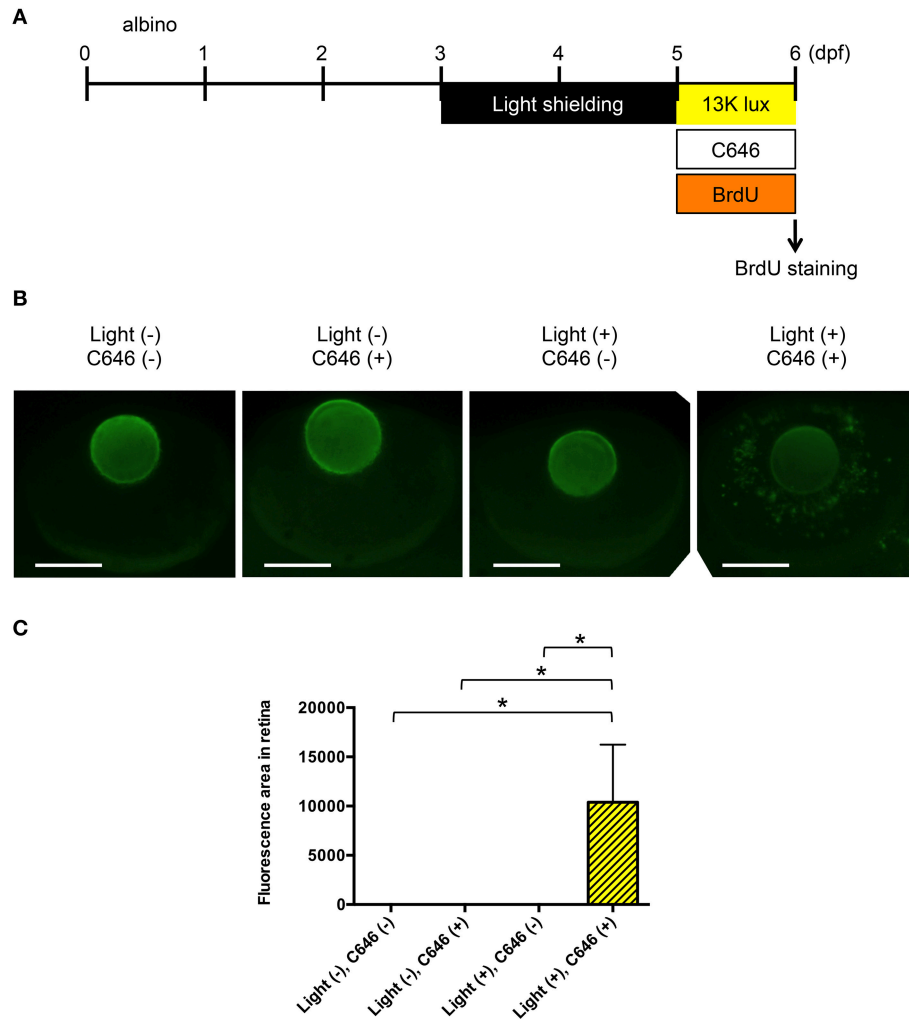 A
albino
0 1 2 3 4 5 6 (dpf)
Light shielding 13K lux
C646
BrdU
BrdU staining
B
Light (-) Light (-) Light (+) Light (+)
C646 (-) C646 (+) C646 (-) C646 (+)
C
*
*
*
Fluorescence area in retina
20000
15000
10000
5000
0
Light (-), C646 (-)
Light (-), C646 (+)
Light (+), C646 (-)
Light (+), C646 (+)